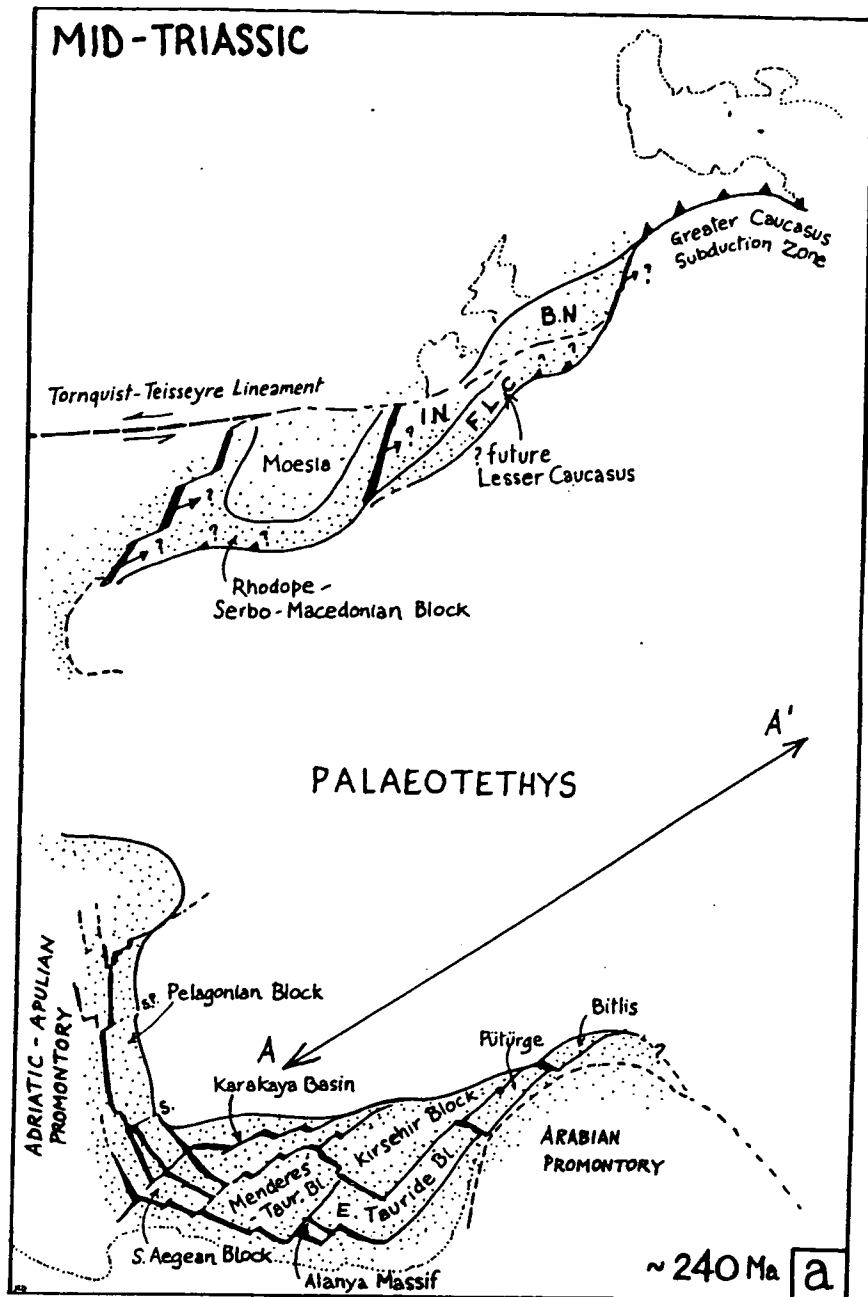 MID-TRIASSIC
Greater Caucasus
Subduction Zone
?
B.N
Tornquist-Teisseyre Lineament
I.N.
?
? ?
F. L. C.
Moesia
? future
Lesser Caucasus
?
?
? ?
Rhodope -
Serbo-Macedonian Block
A'
PALAEOTETHYS
ADRIATIC-APULIAN
PROMONTORY
S?
Pelagonian Block
Bitlis
Pütürge
?
A
Karakaya Basin
S.
Kirsehir Block
ARABIAN
PROMONTORY
Menderes
Taur. Bl.
E. Tauride Bl.
S. Aegean Block
Alanya Massif
~240 Ma
a